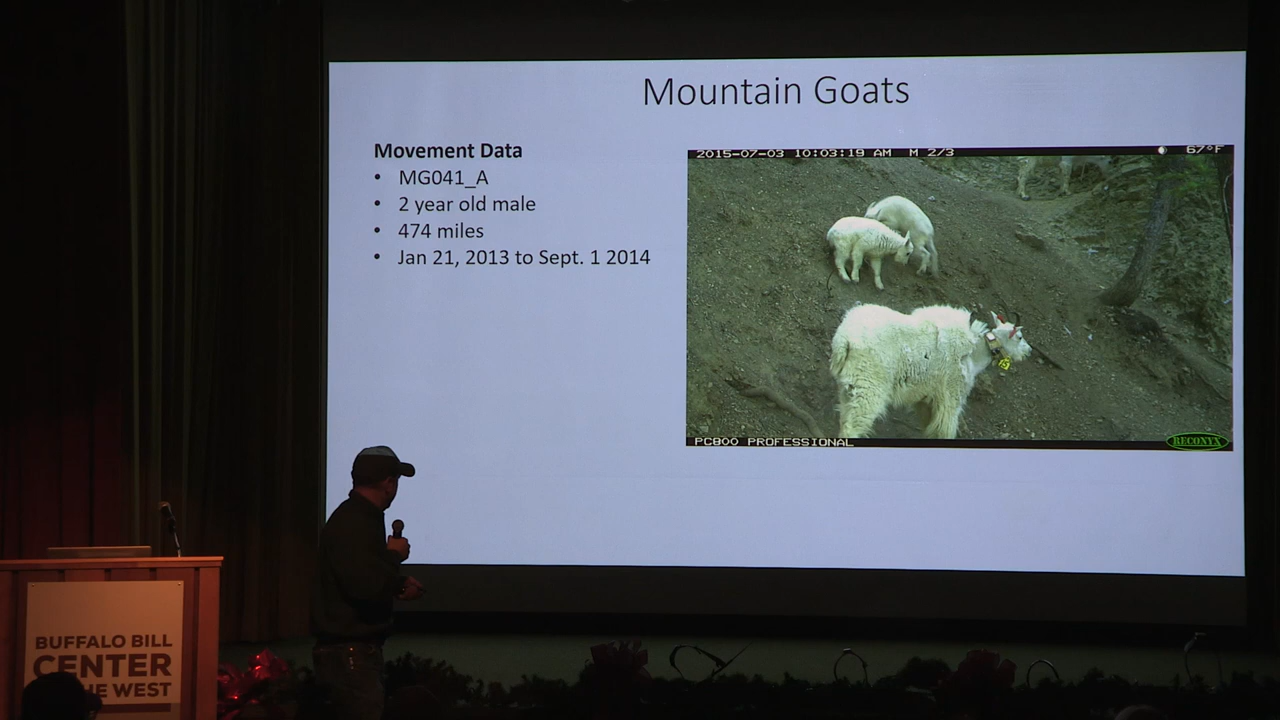 Mountain Goats
Movement Data
• MG041_A
• 2 year old male
• 474 miles
• Jan 21, 2013 to Sept. 1 2014
2015-07-03 10:03:19 AM M 2/3 67°F
PC800 PROFESSIONAL RECONYX
BUFFALO BILL
CENTER
HE WEST